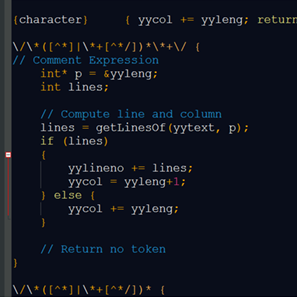 {character}     { yycol += yyleng; return
\/\*([^*]|\*+[^*/])*\*+\/ {
// Comment Expression
    int* p = &yyleng;
    int lines;
    // Compute line and column
    lines = getLinesOf(yytext, p);
    if (lines)
    {
        yylineno += lines;
        yycol = yyleng+1;
    } else {
        yycol += yyleng;
    }
    // Return no token
}
\/\*([^*]|\*+[^*/])* {